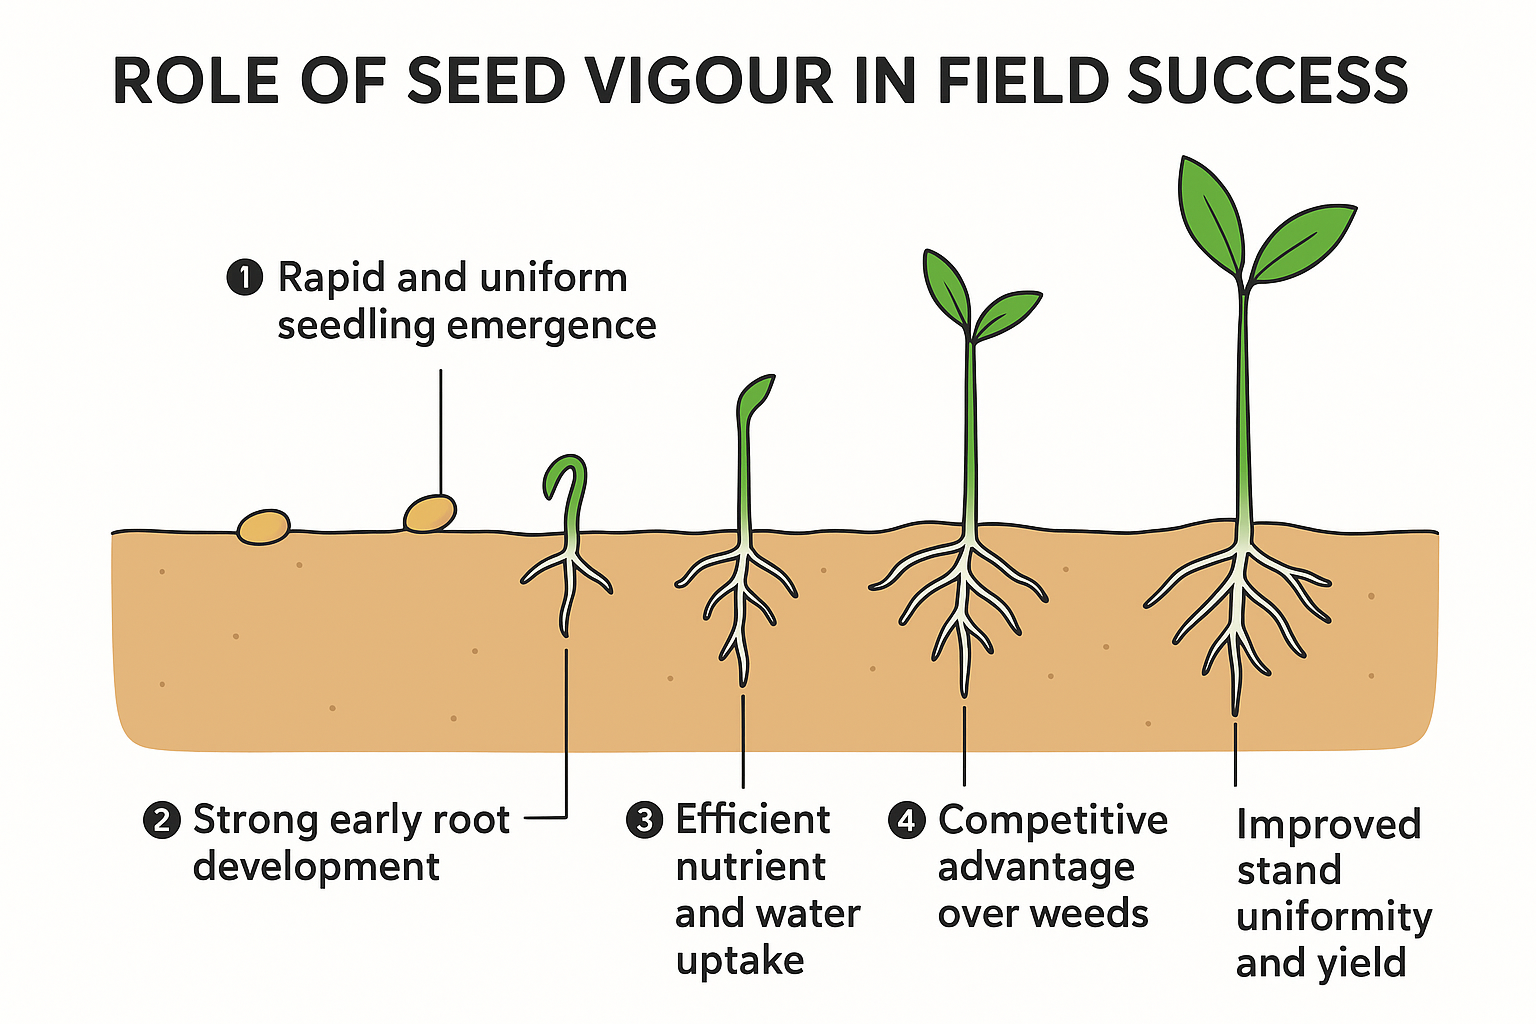 ROLE OF SEED VIGOUR IN FIELD SUCCESS
1 Rapid and uniform
seedling emergence
2 Strong early root
development
3 Efficient
nutrient
and water
uptake
4 Competitive
advantage
over weeds
Improved
stand
uniformity
and yield